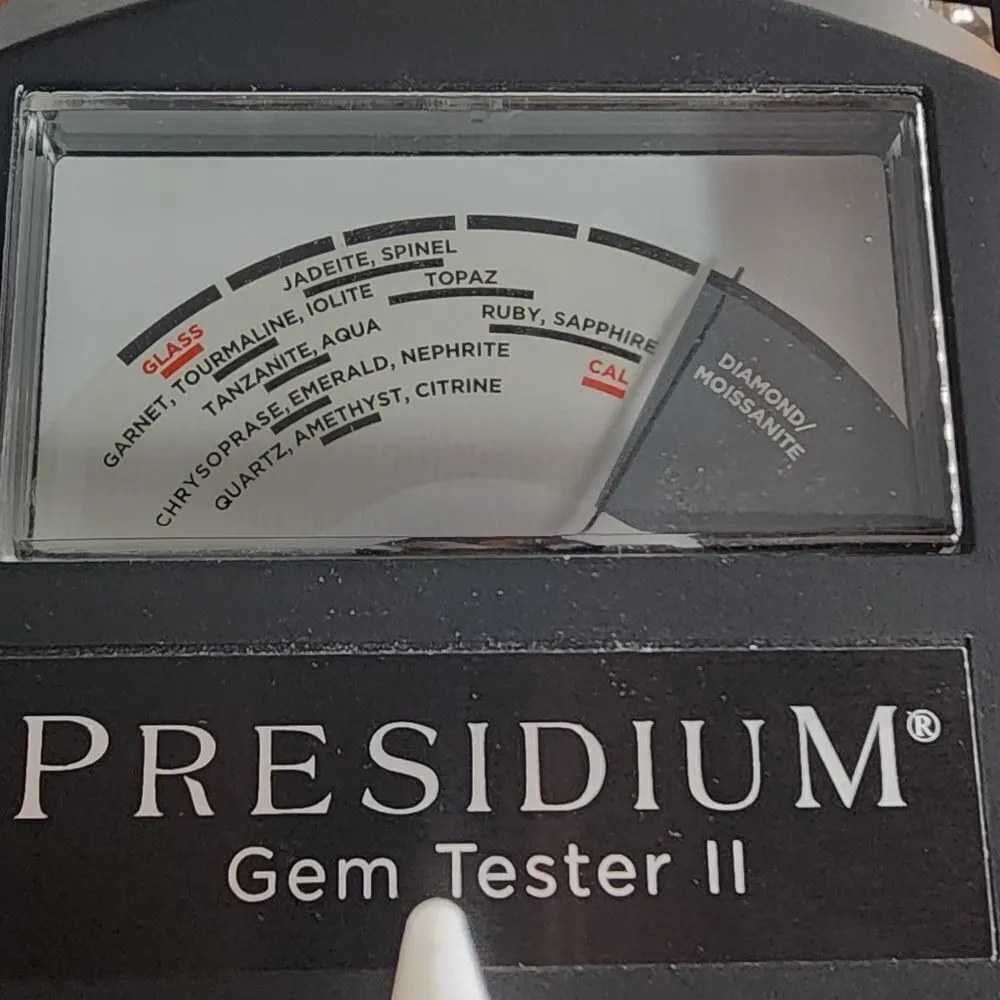 JADEITE, SPINEL
TOPAZ
GLASS
GARNET, TOURMALINE, IOLITE
RUBY, SAPPHIRE
TANZANITE, AQUA
CHRYSOPRASE, EMERALD, NEPHRITE
CAL
QUARTZ, AMETHYST, CITRINE
DIAMOND/
MOISSANITE
PRESIDIUM®
Gem Tester II